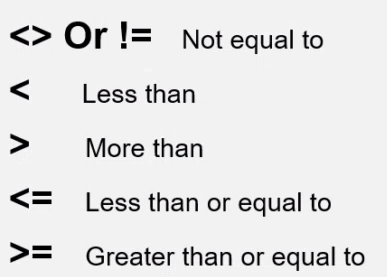 <> Or != Not equal to
< Less than
> More than
<= Less than or equal to
>= Greater than or equal to